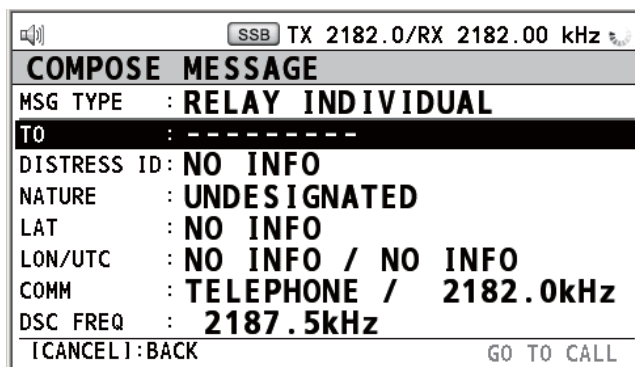 SSB TX 2182.0/RX 2182.00 kHz
COMPOSE MESSAGE
MSG TYPE : RELAY INDIVIDUAL
TO : ---------
DISTRESS ID: NO INFO
NATURE : UNDESIGNATED
LAT : NO INFO
LON/UTC : NO INFO / NO INFO
COMM : TELEPHONE / 2182.0kHz
DSC FREQ : 2187.5kHz
[CANCEL]:BACK GO TO CALL